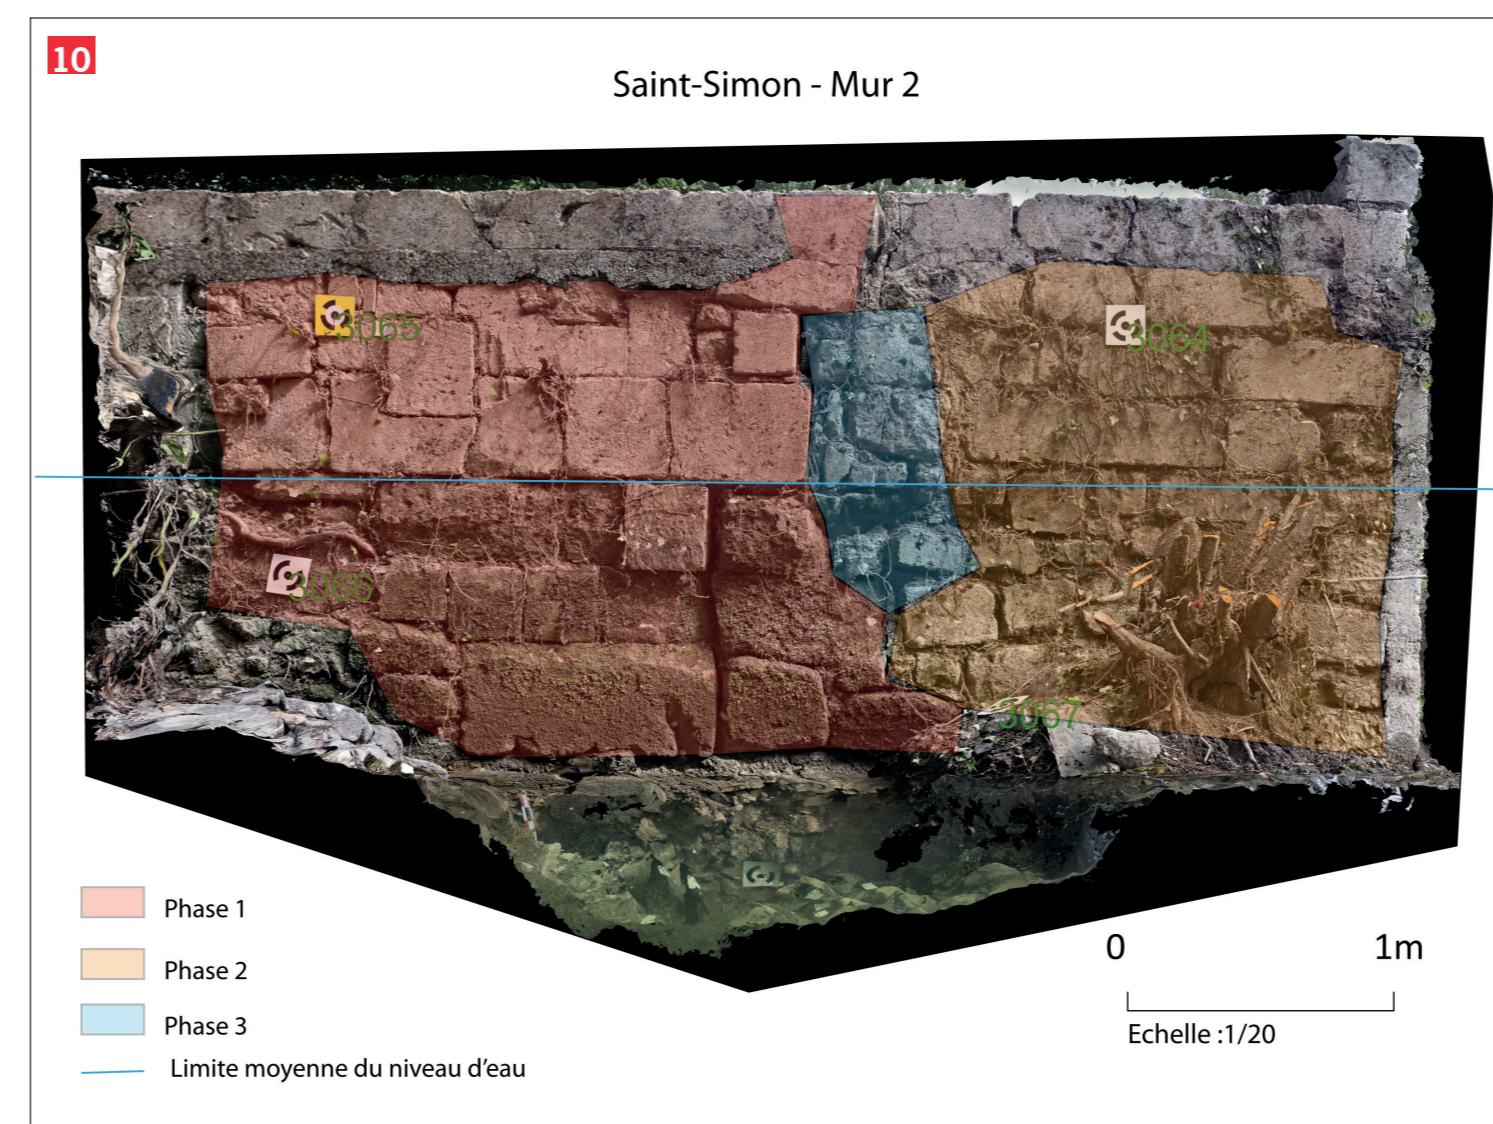 10
Saint-Simon - Mur 2
3065
3064
3066
3067
Phase 1
Phase 2
Phase 3
Limite moyenne du niveau d'eau
0 1m
Echelle :1/20